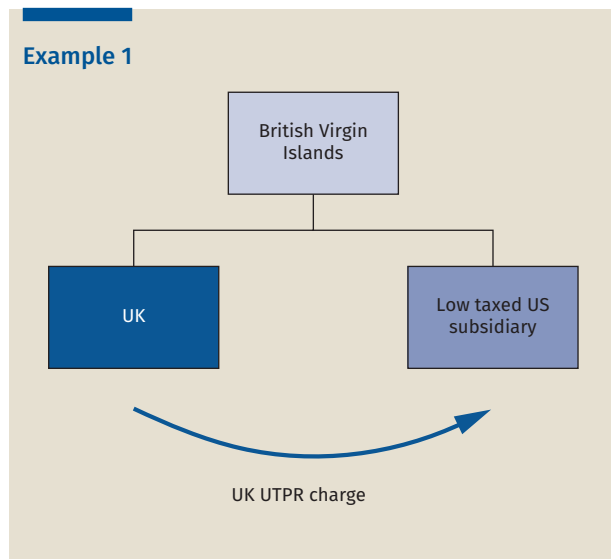 Example 1
British Virgin
Islands
UK
Low taxed US
subsidiary
UK UTPR charge